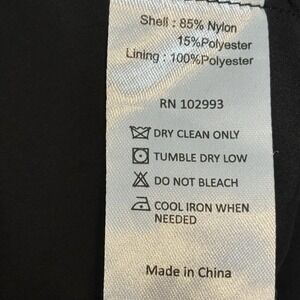 Shell : 85% Nylon
15%Polyester
Lining : 100%Polyester
RN 102993
DRY CLEAN ONLY
TUMBLE DRY LOW
DO NOT BLEACH
COOL IRON WHEN
NEEDED
Made in China